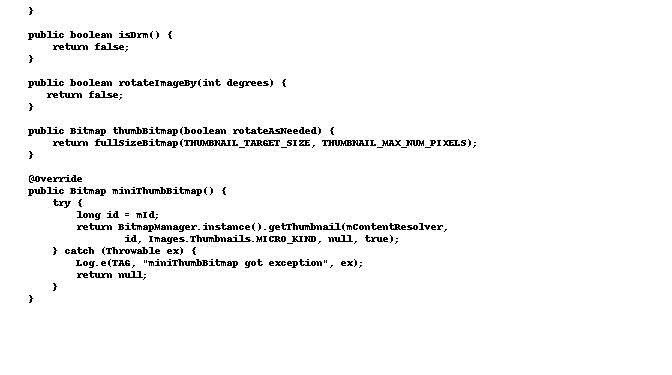 }
public boolean isDrm() {
return false;
}
public boolean rotateImageBy(int degrees) {
return false;
}
public Bitmap thumbBitmap(boolean rotateAsNeeded) {
return fullSizeBitmap(THUMBNAIL_TARGET_SIZE, THUMBNAIL_MAX_NUM_PIXELS);
}
@Override
public Bitmap miniThumbBitmap() {
try {
long id = mId;
return BitmapManager.instance().getThumbnail(mContentResolver,
id, Images.Thumbnails.MICRO_KIND, null, true);
} catch (Throwable ex) {
Log.e(TAG, "miniThumbBitmap got exception", ex);
return null;
}
}